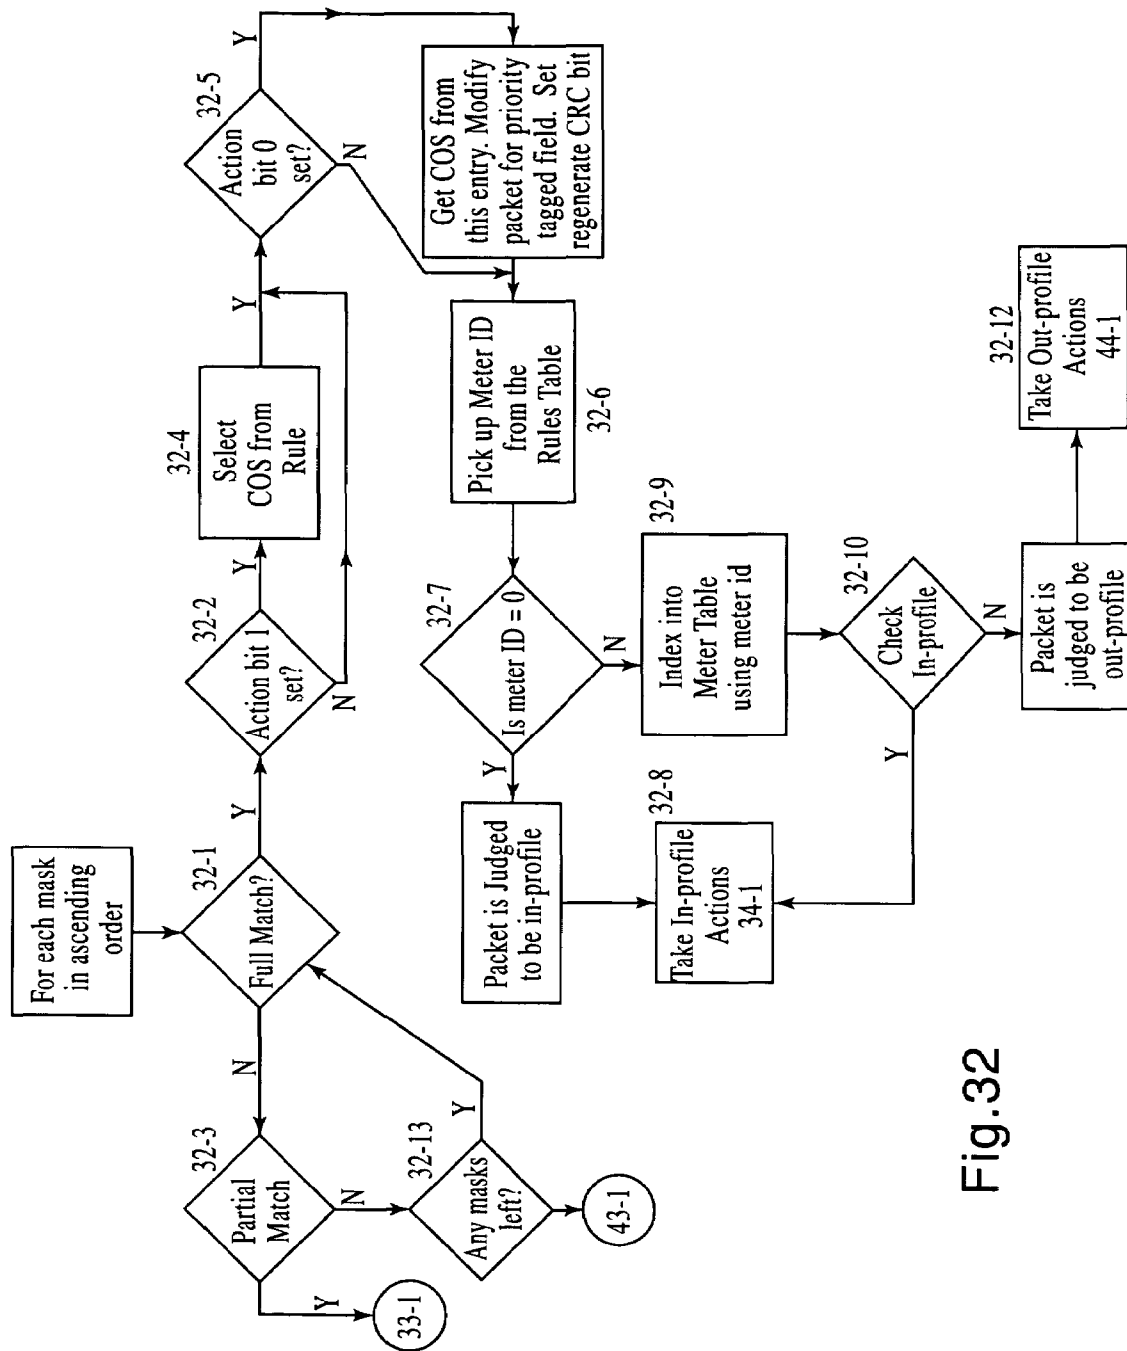 For each mask
in ascending
order
32-1
Full Match?
Y
N
32-2
Action bit 1
set?
Y
N
32-4
Select
COS from
Rule
Y
32-5
Action
bit 0
set?
Y
N
Get COS from
this entry. Modify
packet for priority
tagged field. Set
regenerate CRC bit
Pick up Meter ID
from the
Rules Table
32-6
32-7
Is meter ID = 0
Y
N
Packet is Judged
to be in-profile
32-8
Take In-profile
Actions
34-1
32-9
Index into
Meter Table
using meter id
32-10
Check
In-profile
Y
N
Packet is
judged to be
out-profile
32-12
Take Out-profile
Actions
44-1
32-3
Partial
Match
Y
N
33-1
32-13
Any masks
left?
Y
43-1
Fig.32